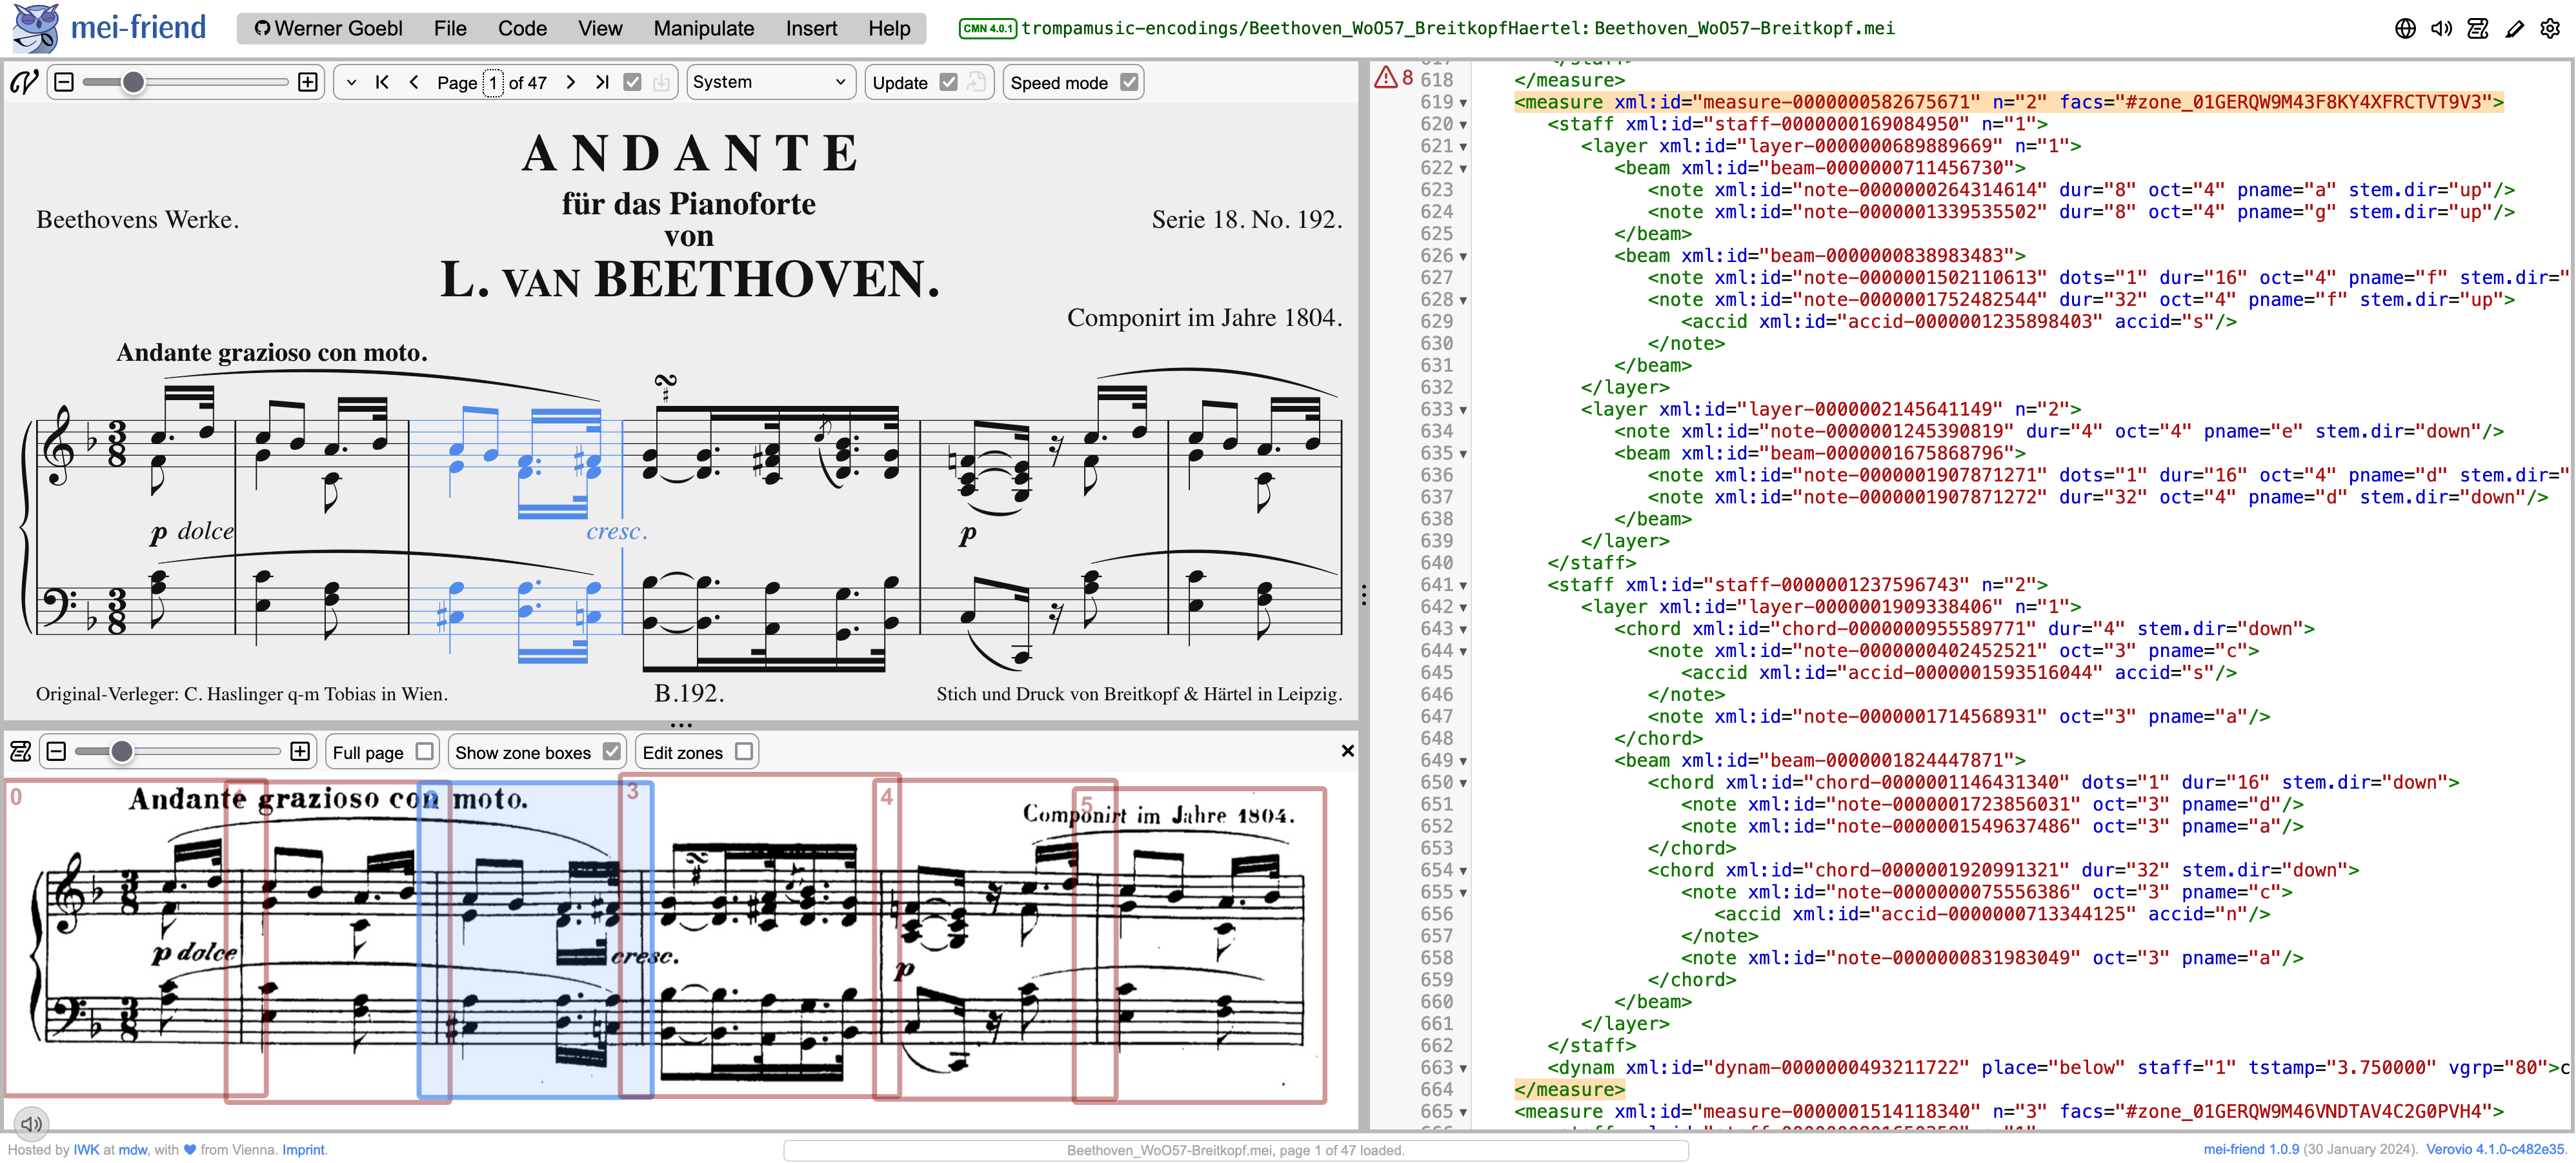 mei-friend
Werner Goebl File Code View Manipulate Insert Help
CMN 4.0.1 trompamusic-encodings/Beethoven_WoO57_BreitkopfHaertel: Beethoven_WoO57-Breitkopf.mei
Page 1 of 47 System Update Speed mode
ANDANTE
für das Pianoforte
Beethovens Werke.
Serie 18. No. 192.
von
L. VAN BEETHOVEN.
Componirt im Jahre 1804.
Andante grazioso con moto.
p dolce
cresc.
p
Original-Verleger: C. Haslinger q-m Tobias in Wien.
B.192.
Stich und Druck von Breitkopf & Härtel in Leipzig.
Full page Show zone boxes Edit zones
0 1 2 3 4 5
Andante grazioso con moto.
Componirt im Jahre 1804.
p dolce
cresc.
p
8
618 </measure>
619 <measure xml:id="measure-0000000582675671" n="2" facs="#zone_01GERQW9M43F8KY4XFRCTVT9V3">
620 <staff xml:id="staff-0000000169084950" n="1">
621 <layer xml:id="layer-0000000689889669" n="1">
622 <beam xml:id="beam-0000000711456730">
623 <note xml:id="note-0000000264314614" dur="8" oct="4" pname="a" stem.dir="up"/>
624 <note xml:id="note-0000001339535502" dur="8" oct="4" pname="g" stem.dir="up"/>
625 </beam>
626 <beam xml:id="beam-0000000838983483">
627 <note xml:id="note-0000001502110613" dots="1" dur="16" oct="4" pname="f" stem.dir="
628 <note xml:id="note-0000001752482544" dur="32" oct="4" pname="f" stem.dir="up">
629 <accid xml:id="accid-0000001235898403" accid="s"/>
630 </note>
631 </beam>
632 </layer>
633 <layer xml:id="layer-0000002145641149" n="2">
634 <note xml:id="note-0000001245390819" dur="4" oct="4" pname="e" stem.dir="down"/>
635 <beam xml:id="beam-0000001675868796">
636 <note xml:id="note-0000001907871271" dots="1" dur="16" oct="4" pname="d" stem.dir="
637 <note xml:id="note-0000001907871272" dur="32" oct="4" pname="d" stem.dir="down"/>
638 </beam>
639 </layer>
640 </staff>
641 <staff xml:id="staff-0000001237596743" n="2">
642 <layer xml:id="layer-0000001909338406" n="1">
643 <chord xml:id="chord-0000000955589771" dur="4" stem.dir="down">
644 <note xml:id="note-0000000402452521" oct="3" pname="c">
645 <accid xml:id="accid-0000001593516044" accid="s"/>
646 </note>
647 <note xml:id="note-0000001714568931" oct="3" pname="a"/>
648 </chord>
649 <beam xml:id="beam-0000001824447871">
650 <chord xml:id="chord-0000001146431340" dots="1" dur="16" stem.dir="down">
651 <note xml:id="note-0000001723856031" oct="3" pname="d"/>
652 <note xml:id="note-0000001549637486" oct="3" pname="a"/>
653 </chord>
654 <chord xml:id="chord-0000001920991321" dur="32" stem.dir="down">
655 <note xml:id="note-0000000075556386" oct="3" pname="c">
656 <accid xml:id="accid-0000000713344125" accid="n"/>
657 </note>
658 <note xml:id="note-0000000831983049" oct="3" pname="a"/>
659 </chord>
660 </beam>
661 </layer>
662 </staff>
663 <dynam xml:id="dynam-0000000493211722" place="below" staff="1" tstamp="3.750000" vgrp="80">c
664 </measure>
665 <measure xml:id="measure-0000001514118340" n="3" facs="#zone_01GERQW9M46VNDTAV4C2G0PVH4">
Hosted by IWK at mdw, with from Vienna. Imprint.
Beethoven_WoO57-Breitkopf.mei, page 1 of 47 loaded.
mei-friend 1.0.9 (30 January 2024). Verovio 4.1.0-c482e35.